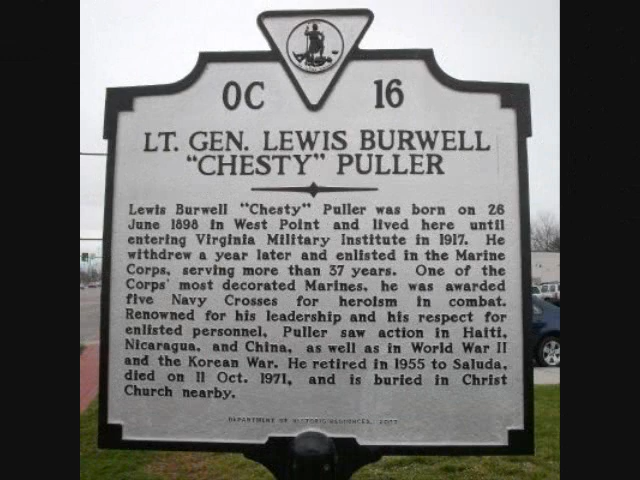 OC 16
LT. GEN. LEWIS BURWELL
"CHESTY" PULLER
Lewis Burwell "Chesty" Puller was born on 26
June 1898 in West Point and lived here until
entering Virginia Military Institute in 1917. He
withdrew a year later and enlisted in the Marine
Corps, serving more than 37 years. One of the
Corps' most decorated Marines, he was awarded
five Navy Crosses for heroism in combat.
Renowned for his leadership and his respect for
enlisted personnel, Puller saw action in Haiti,
Nicaragua, and China, as well as in World War II
and the Korean War. He retired in 1955 to Saluda,
died on 11 Oct. 1971, and is buried in Christ
Church nearby.
DEPARTMENT OF HISTORIC RESOURCES,